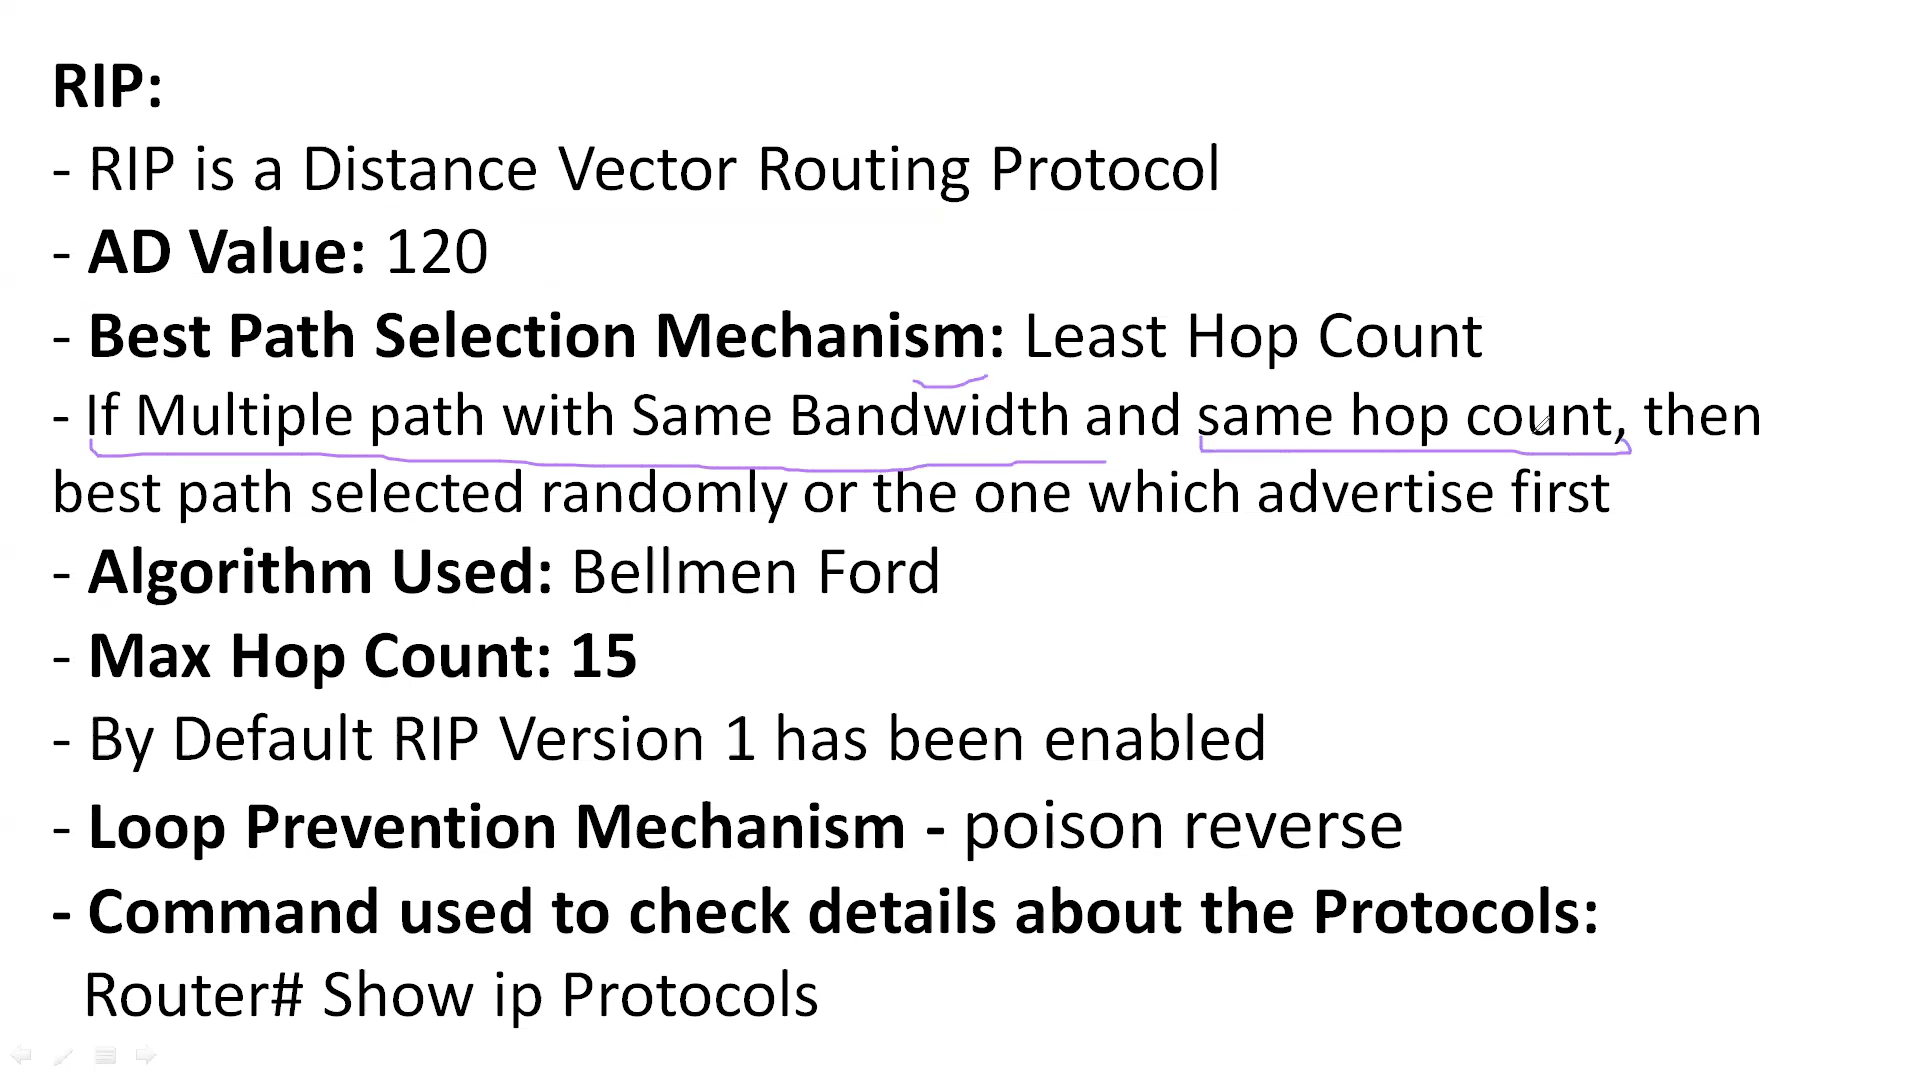 RIP:
- RIP is a Distance Vector Routing Protocol
- AD Value: 120
- Best Path Selection Mechanism: Least Hop Count
- If Multiple path with Same Bandwidth and same hop count, then
best path selected randomly or the one which advertise first
- Algorithm Used: Bellmen Ford
- Max Hop Count: 15
- By Default RIP Version 1 has been enabled
- Loop Prevention Mechanism - poison reverse
- Command used to check details about the Protocols:
Router# Show ip Protocols